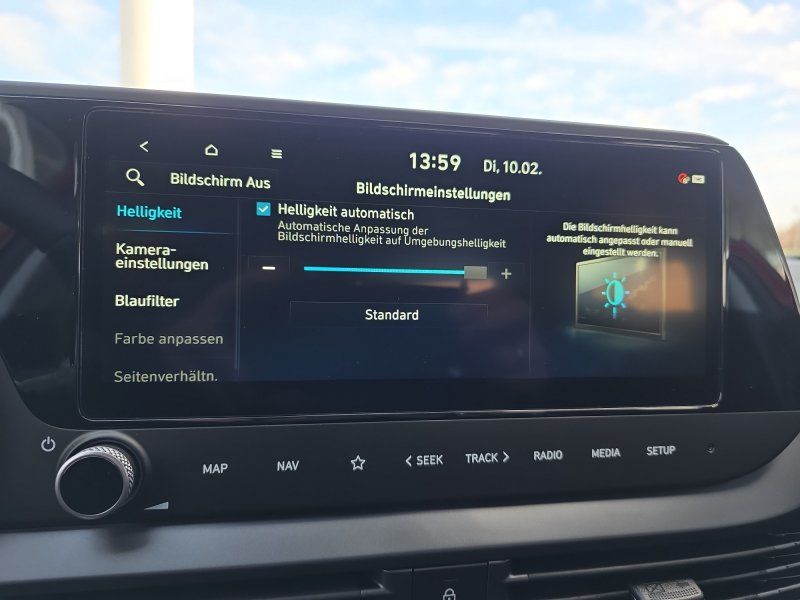 13:59 Di, 10.02.
Bildschirm Aus
Bildschirmeinstellungen
Helligkeit
Kamera-
einstellungen
Blaufilter
Farbe anpassen
Seitenverhältn.
Helligkeit automatisch
Automatische Anpassung der
Bildschirmhelligkeit auf Umgebungshelligkeit
− +
Standard
Die Bildschirmhelligkeit kann
automatisch angepasst oder manuell
eingestellt werden.
MAP NAV < SEEK TRACK > RADIO MEDIA SETUP